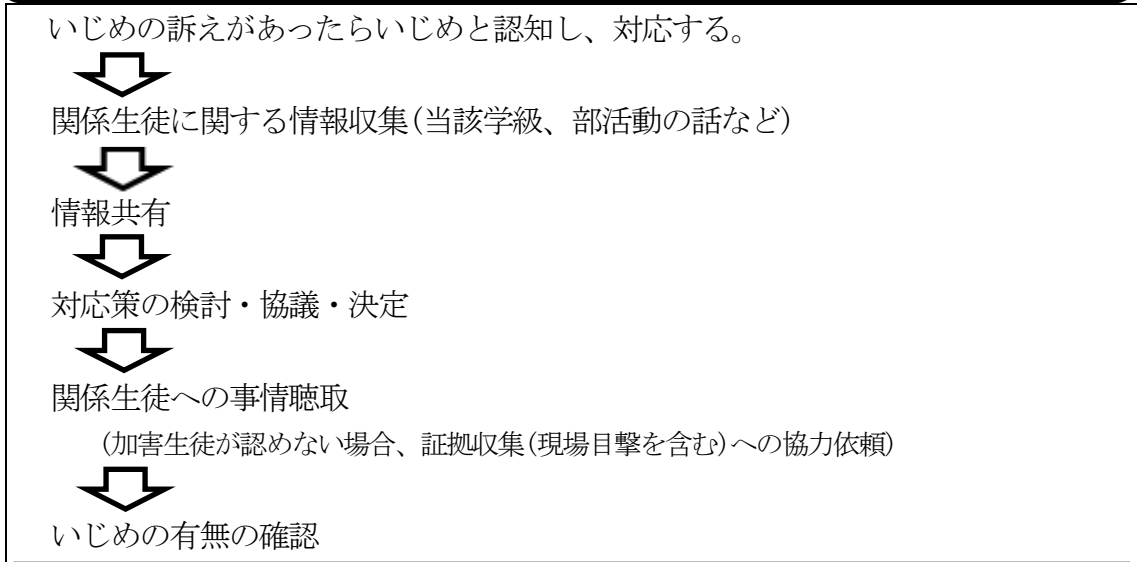 いじめの訴えがあったらいじめと認知し、対応する。
関係生徒に関する情報収集(当該学級、部活動の話など)
情報共有
対応策の検討・協議・決定
関係生徒への事情聴取
(加害生徒が認めない場合、証拠収集(現場目撃を含む)への協力依頼)
いじめの有無の確認